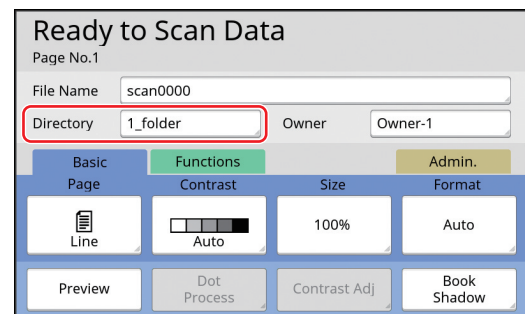 Ready to Scan Data
Page No.1
File Name scan0000
Directory 1_folder Owner Owner-1
Basic Functions Admin.
Page Contrast Size Format
Line Auto 100% Auto
Preview Dot Process Contrast Adj Book Shadow